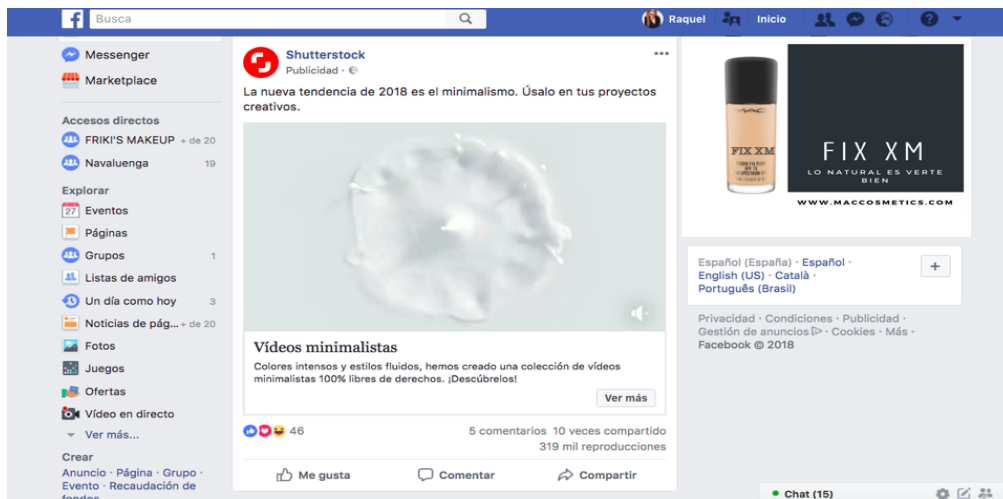 Busca
Raquel
Inicio
Messenger
Marketplace
Accesos directos
FRIKI'S MAKEUP + de 20
Navaluenga 19
Explorar
27 Eventos
Páginas
Grupos 1
Listas de amigos
Un día como hoy 3
Noticias de pág... + de 20
Fotos
Juegos
Ofertas
Vídeo en directo
Ver más...
Crear
Anuncio · Página · Grupo ·
Evento · Recaudación de
fondos
Shutterstock
Publicidad ·
La nueva tendencia de 2018 es el minimalismo. Úsalo en tus proyectos
creativos.
Vídeos minimalistas
Colores intensos y estilos fluidos, hemos creado una colección de vídeos
minimalistas 100% libres de derechos. ¡Descúbrelos!
Ver más
46
5 comentarios 10 veces compartido
319 mil reproducciones
Me gusta
Comentar
Compartir
MAC
FIX XM
FIX XM
LO NATURAL ES VERTE
BIEN
WWW.MACCOSMETICS.COM
Español (España) · Español ·
English (US) · Català ·
Português (Brasil)
Privacidad · Condiciones · Publicidad ·
Gestión de anuncios · Cookies · Más ·
Facebook © 2018
Chat (15)